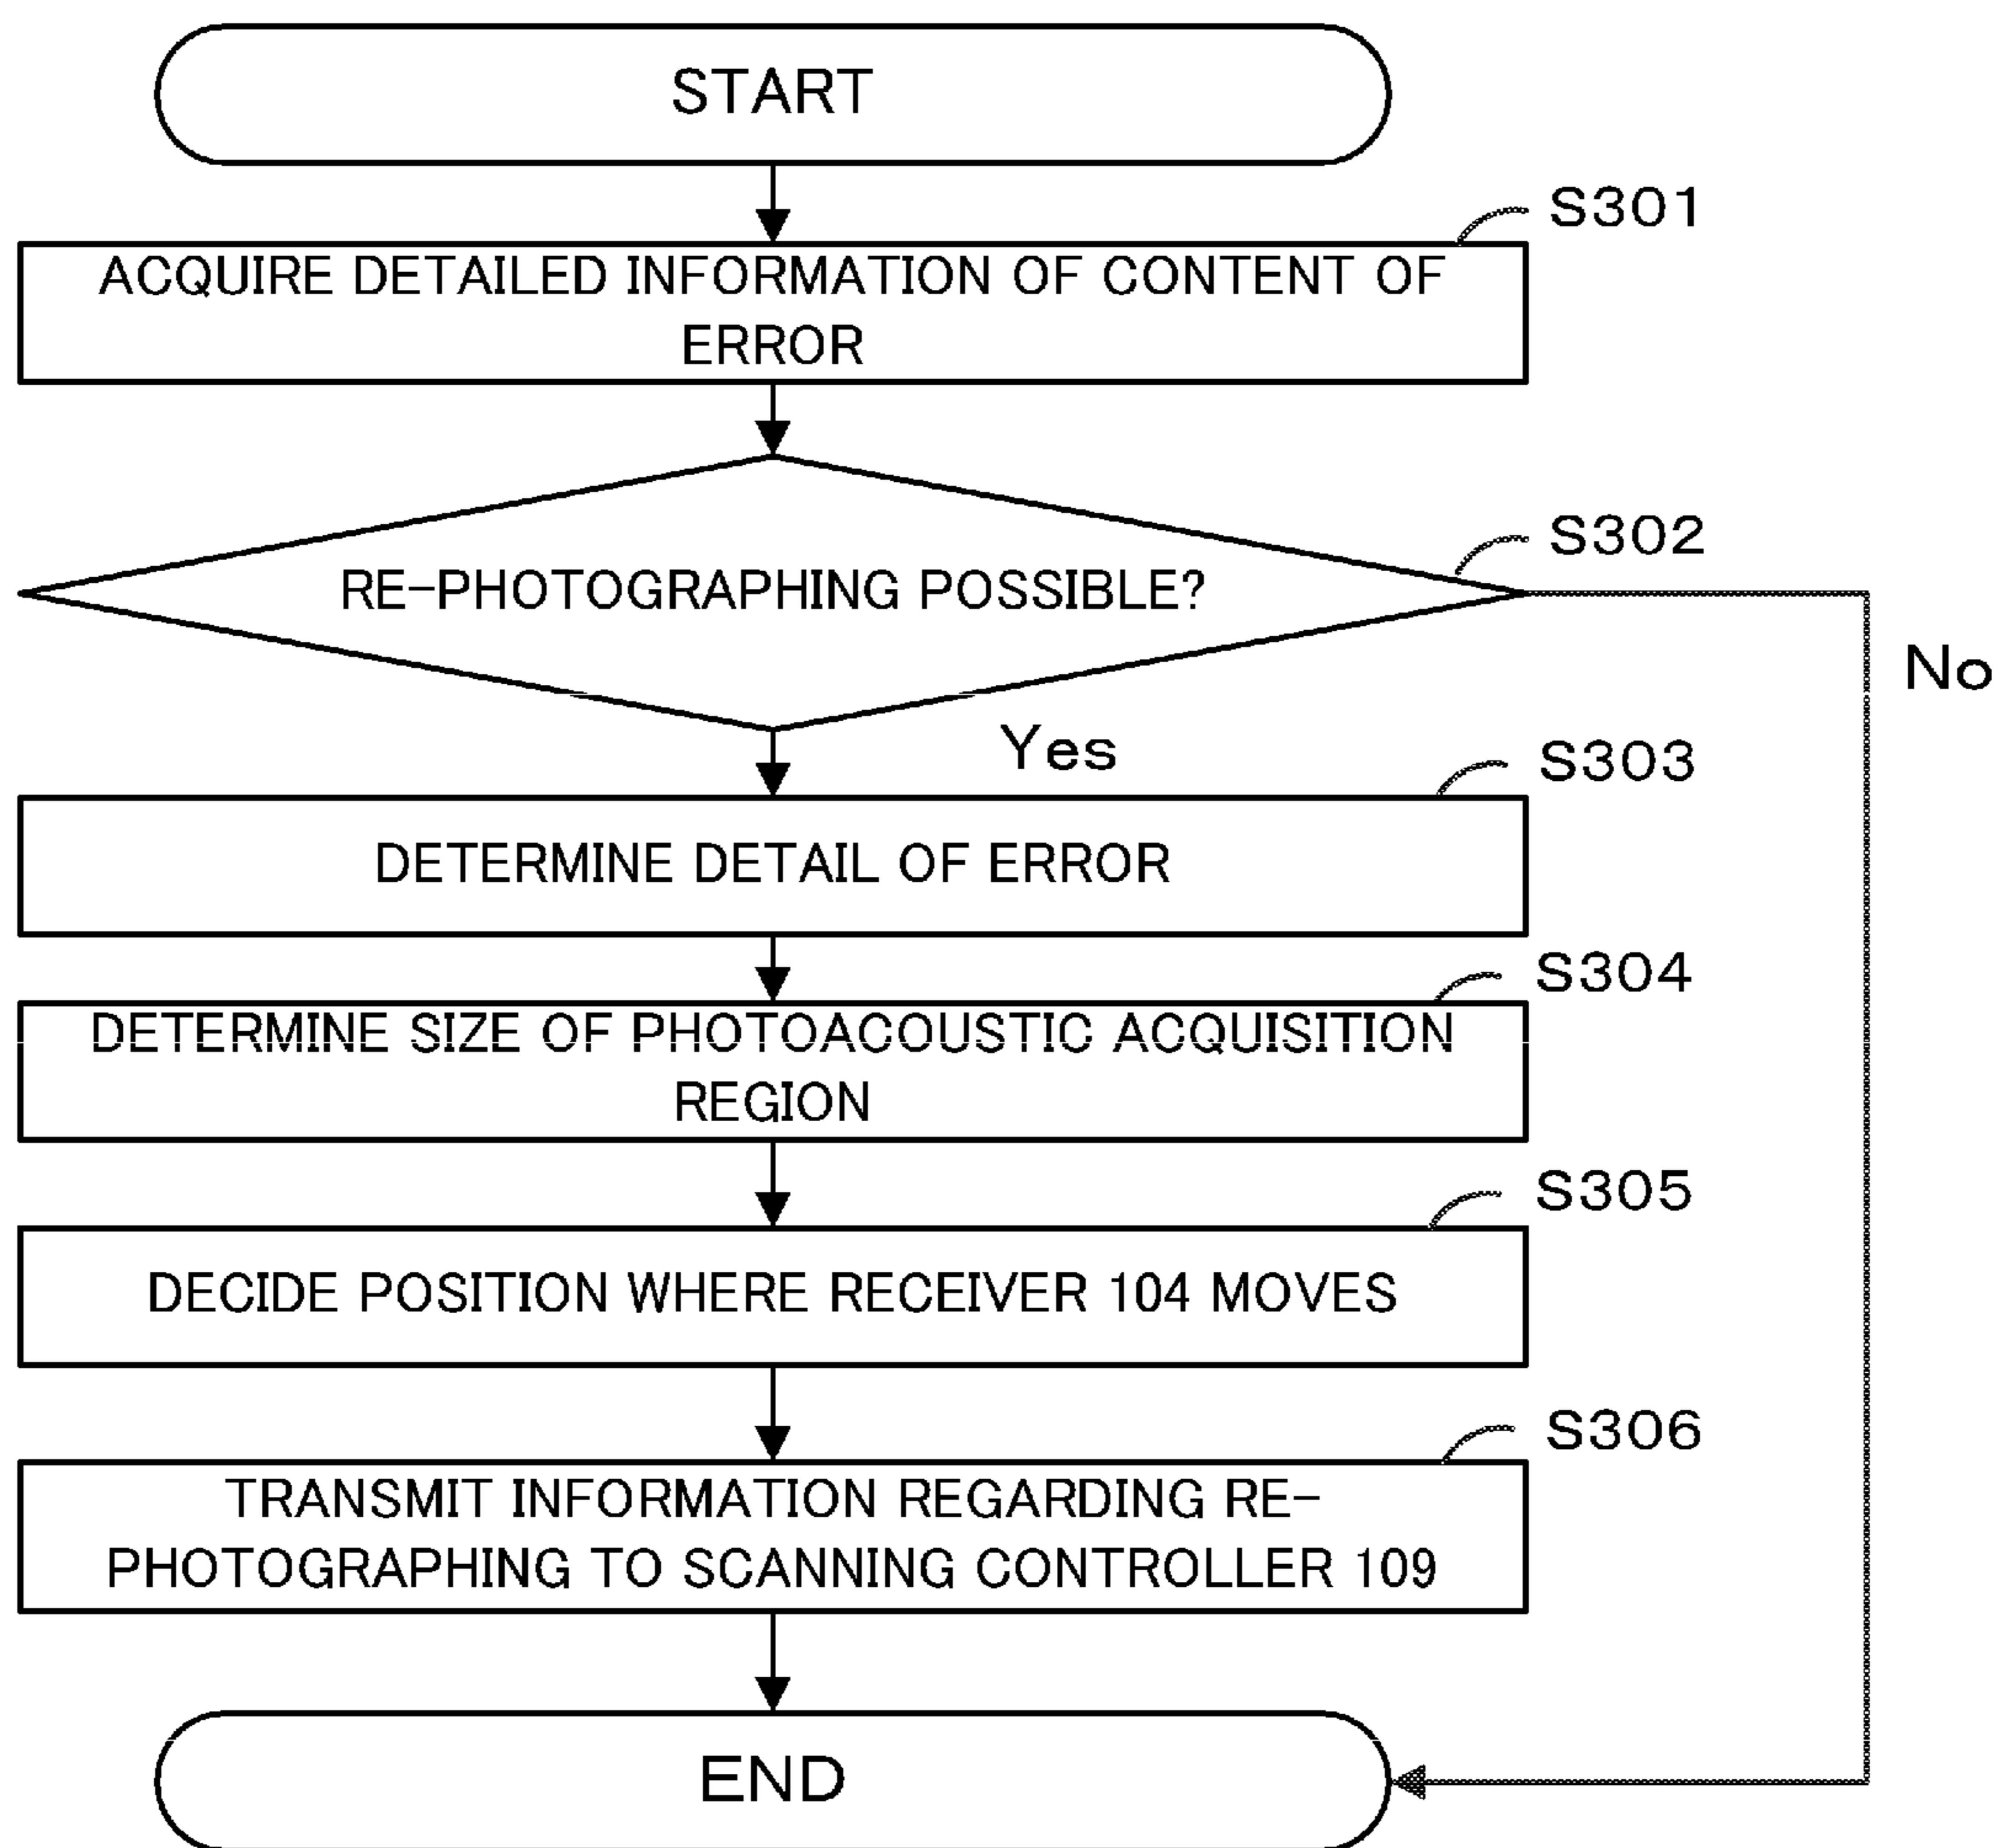 START
S301
ACQUIRE DETAILED INFORMATION OF CONTENT OF
ERROR
S302
RE-PHOTOGRAPHING POSSIBLE?
No
Yes
S303
DETERMINE DETAIL OF ERROR
S304
DETERMINE SIZE OF PHOTOACOUSTIC ACQUISITION
REGION
S305
DECIDE POSITION WHERE RECEIVER 104 MOVES
S306
TRANSMIT INFORMATION REGARDING RE-
PHOTOGRAPHING TO SCANNING CONTROLLER 109
END